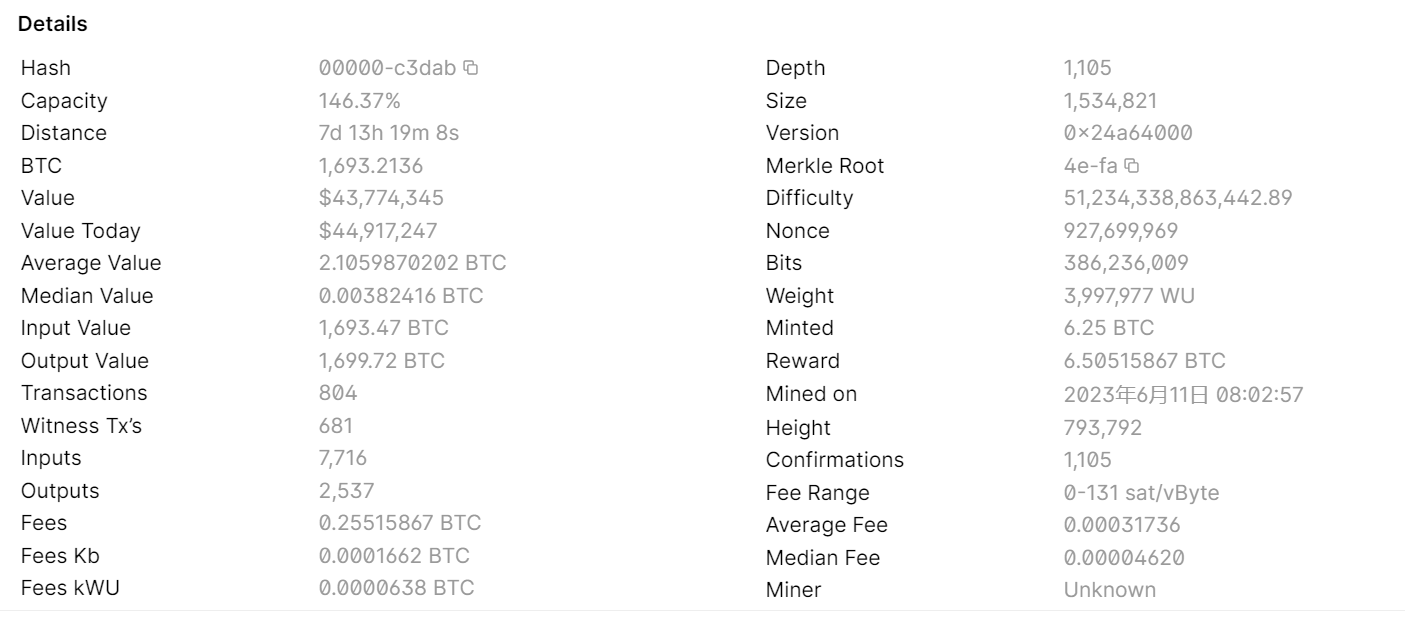 Details
Hash 00000-c3dab
Capacity 146.37%
Distance 7d 13h 19m 8s
BTC 1,693.2136
Value $43,774,345
Value Today $44,917,247
Average Value 2.1059870202 BTC
Median Value 0.00382416 BTC
Input Value 1,693.47 BTC
Output Value 1,699.72 BTC
Transactions 804
Witness Tx’s 681
Inputs 7,716
Outputs 2,537
Fees 0.25515867 BTC
Fees Kb 0.0001662 BTC
Fees kWU 0.0000638 BTC
Depth 1,105
Size 1,534,821
Version 0×24a64000
Merkle Root 4e-fa
Difficulty 51,234,338,863,442.89
Nonce 927,699,969
Bits 386,236,009
Weight 3,997,977 WU
Minted 6.25 BTC
Reward 6.50515867 BTC
Mined on 2023年6月11日 08:02:57
Height 793,792
Confirmations 1,105
Fee Range 0-131 sat/vByte
Average Fee 0.00031736
Median Fee 0.00004620
Miner Unknown